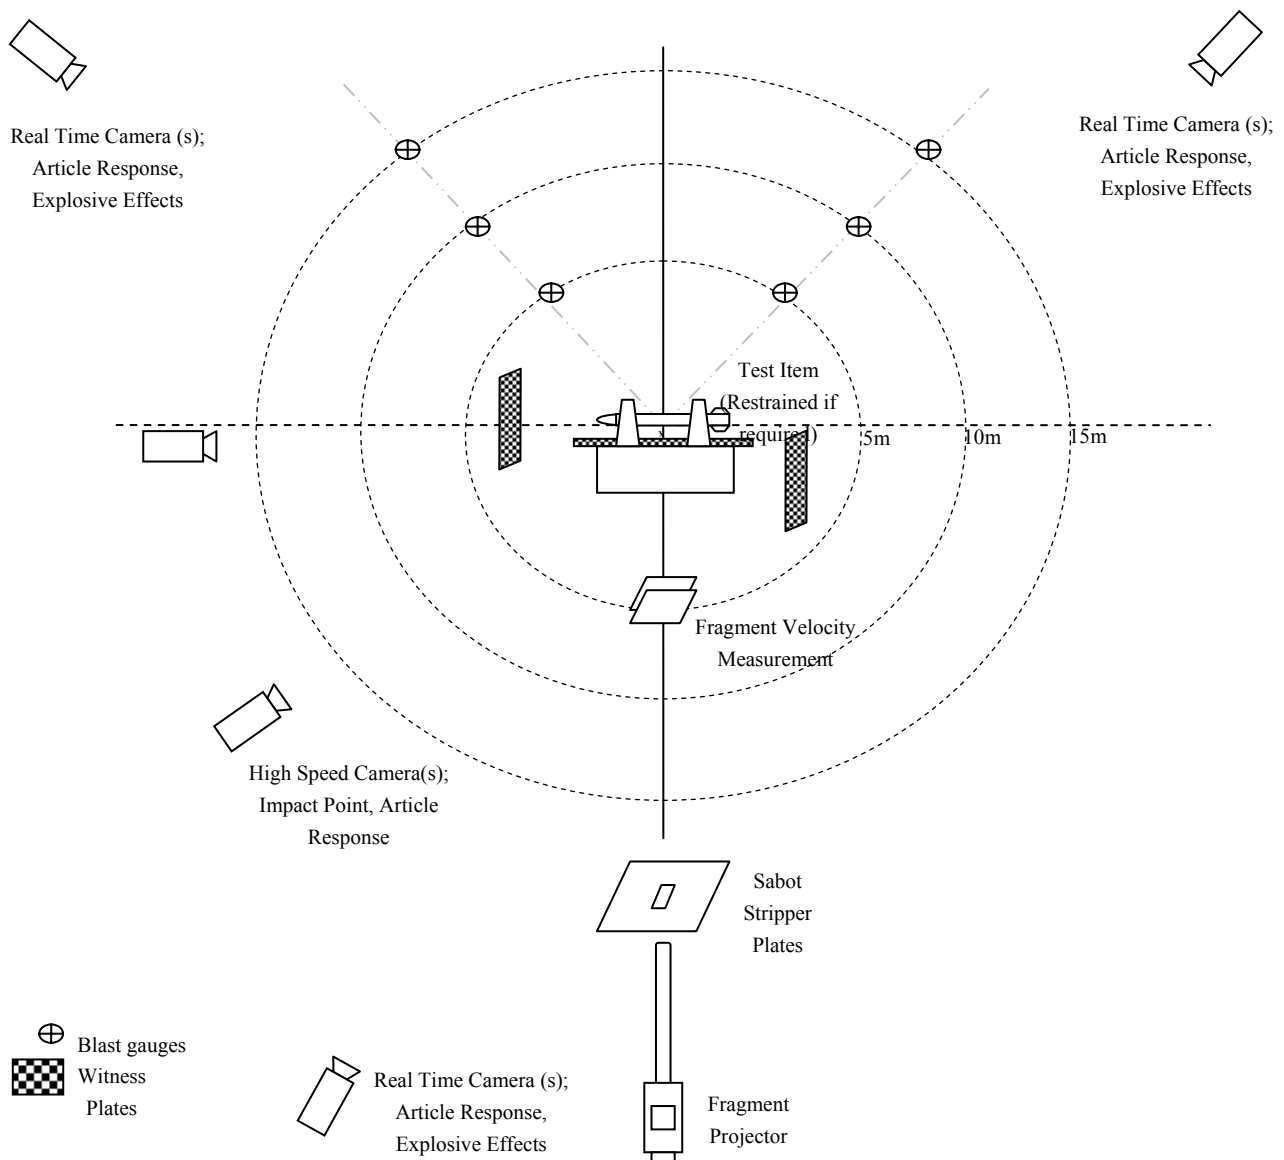 Real Time Camera (s);
Article Response,
Explosive Effects
Real Time Camera (s);
Article Response,
Explosive Effects
Test Item
(Restrained if
required)
x
5m
10m
15m
Fragment Velocity
Measurement
High Speed Camera(s);
Impact Point, Article
Response
Sabot
Stripper
Plates
Blast gauges
Witness
Plates
Real Time Camera (s);
Article Response,
Explosive Effects
Fragment
Projector